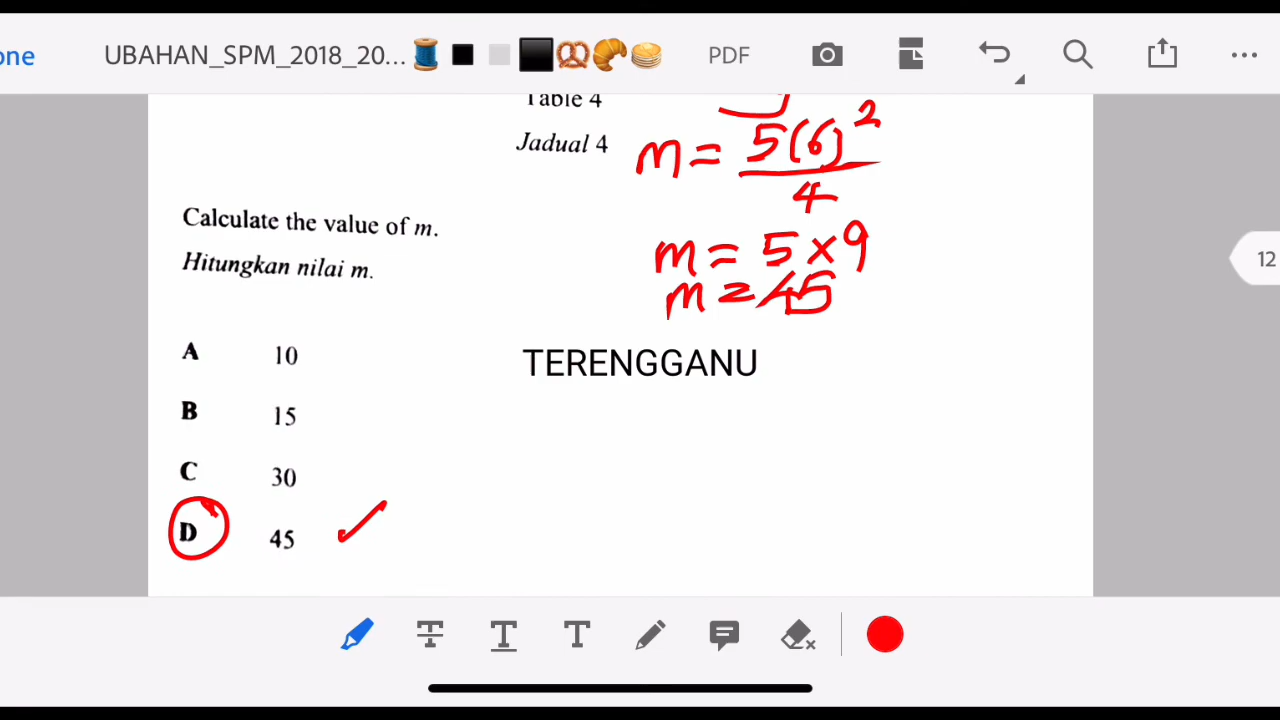 one
UBAHAN_SPM_2018_20...
PDF
Table 4
Jadual 4
m = 5(6)²
4
Calculate the value of m.
Hitungkan nilai m.
m = 5 × 9
m = 45
12
A 10
TERENGGANU
B 15
C 30
D 45